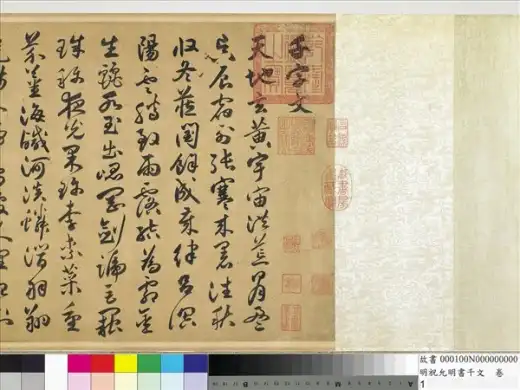 千字文
天地玄黃宇宙洪荒日月盈
昃辰宿列張寒來暑往秋
收冬藏閏餘成歲律呂調
陽雲騰致雨露結為霜金
生麗水玉出崑岡劍號巨闕
珠稱夜光果珍李柰菜重
芥薑海鹹河淡鱗潛羽翔
故書 000100N000000000
明祝允明書千文 卷